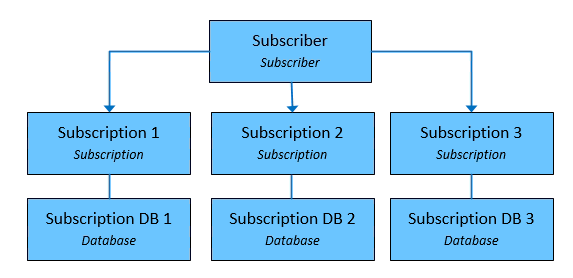 Subscriber
Subscriber
Subscription 1
Subscription
Subscription 2
Subscription
Subscription 3
Subscription
Subscription DB 1
Database
Subscription DB 2
Database
Subscription DB 3
Database